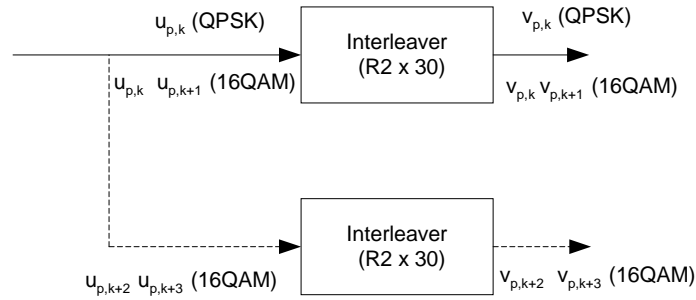 u_{p,k} (QPSK)
Interleaver
(R2 x 30)
v_{p,k} (QPSK)
u_{p,k} u_{p,k+1} (16QAM)
v_{p,k} v_{p,k+1} (16QAM)
Interleaver
(R2 x 30)
u_{p,k+2} u_{p,k+3} (16QAM)
v_{p,k+2} v_{p,k+3} (16QAM)